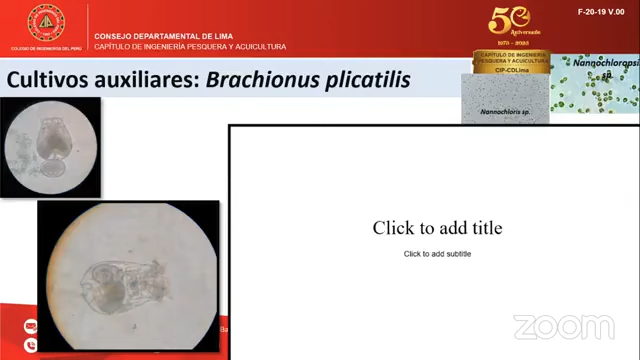 F-20-19 V.00
CONSEJO DEPARTAMENTAL DE LIMA
CAPÍTULO DE INGENIERÍA PESQUERA Y ACUICULTURA
COLEGIO DE INGENIEROS DEL PERÚ
50 Aniversario
CAPÍTULO DE INGENIERÍA
PESQUERA Y ACUICULTURA
CIP-CDLima
Cultivos auxiliares: Brachionus plicatilis
Nannochloropsis
sp.
Nannochloris sp.
Click to add title
Click to add subtitle
zoom